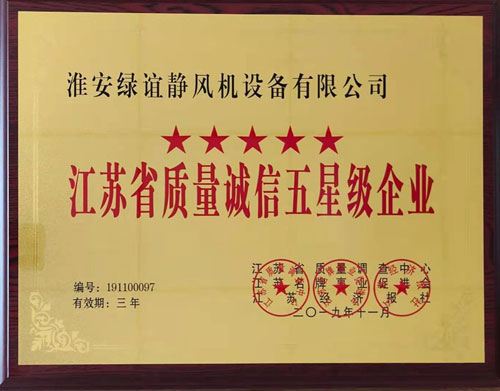 淮安绿谊静风机设备有限公司
江苏省质量诚信五星级企业
编号：191100097
有效期：三年
江苏省质量调查中心
江苏名牌事业促进会
江苏经济报社
二〇一九年十一月